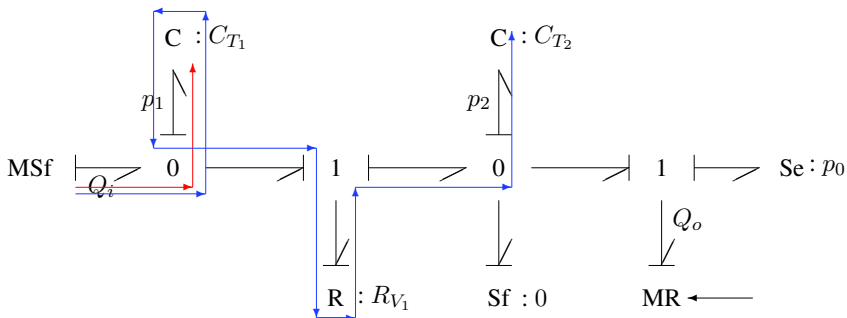 C : C_{T_1} C : C_{T_2}
p_1 p_2
MSf 0 1 0 1 Se : p_0
Q_i
Q_o
R : R_{V_1} Sf : 0 MR